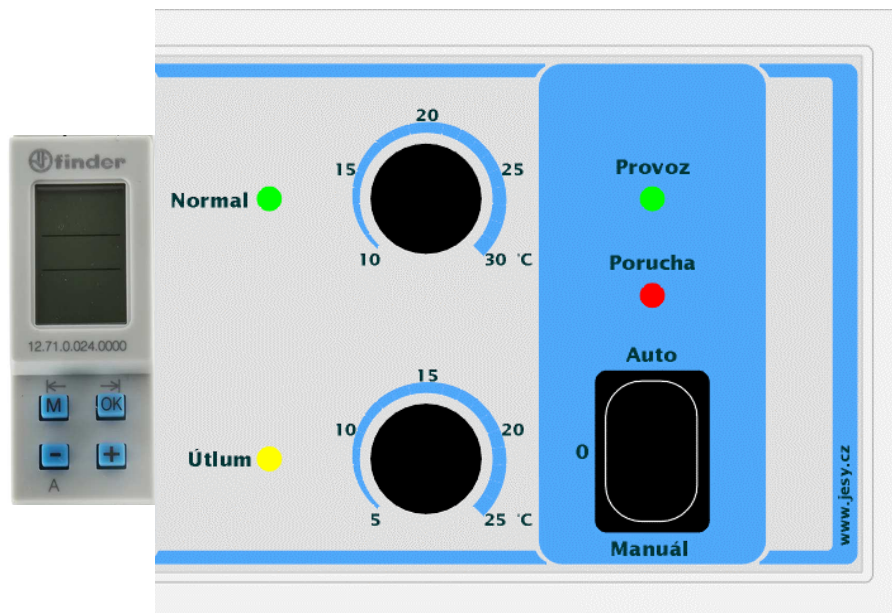 finder
12.71.0.024.0000
M
OK
-
+
A
Normal
10
15
20
25
30 °C
Útlum
5
10
15
20
25 °C
Provoz
Porucha
Auto
0
Manuál
www.jesy.cz